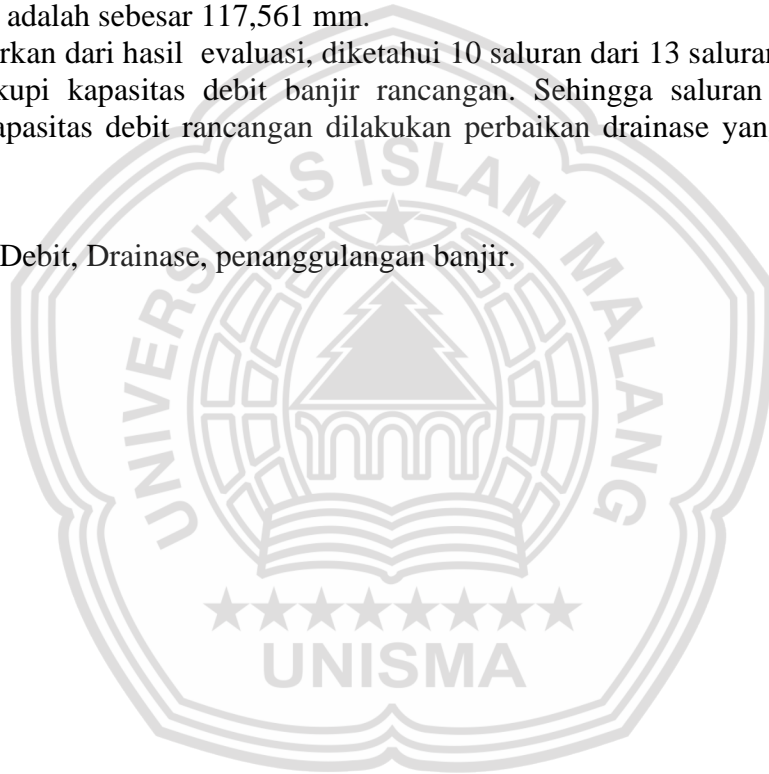 adalah sebesar 117,561 mm.
rkan dari hasil evaluasi, diketahui 10 saluran dari 13 saluran
kupi kapasitas debit banjir rancangan. Sehingga saluran
apasitas debit rancangan dilakukan perbaikan drainase yan
Debit, Drainase, penanggulangan banjir.
UNIVERSITAS ISLAM MALANG
UNISMA